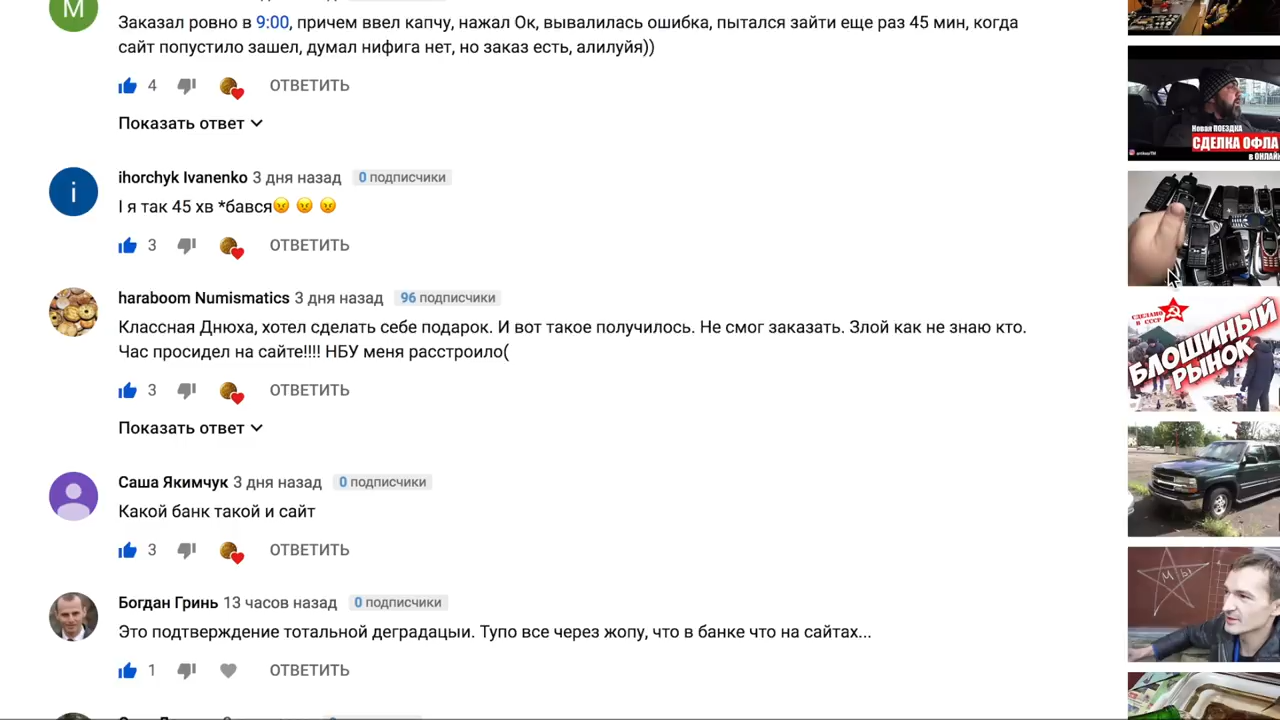 Заказал ровно в 9:00, причем ввел капчу, нажал Ок, вывалилась ошибка, пытался зайти еще раз 45 мин, когда
сайт попустило зашел, думал нифига нет, но заказ есть, алилуйя))
4 ОТВЕТИТЬ
Показать ответ
ihorchyk Ivanenko 3 дня назад 0 подписчики
І я так 45 хв *бався😡 😡 😡
3 ОТВЕТИТЬ
haraboom Numismatics 3 дня назад 96 подписчики
Классная Днюха, хотел сделать себе подарок. И вот такое получилось. Не смог заказать. Злой как не знаю кто.
Час просидел на сайте!!!! НБУ меня расстроило(
3 ОТВЕТИТЬ
Показать ответ
Саша Якимчук 3 дня назад 0 подписчики
Какой банк такой и сайт
3 ОТВЕТИТЬ
Богдан Гринь 13 часов назад 0 подписчики
Это подтверждение тотальной деградацыи. Тупо все через жопу, что в банке что на сайтах...
1 ОТВЕТИТЬ
М
i
Новая ПОЕЗДКА
СДЕЛКА ОФЛА
в ОНЛАЙ
СДЕЛАНО
В СССР
БЛОШИНЫЙ
РЫНОК